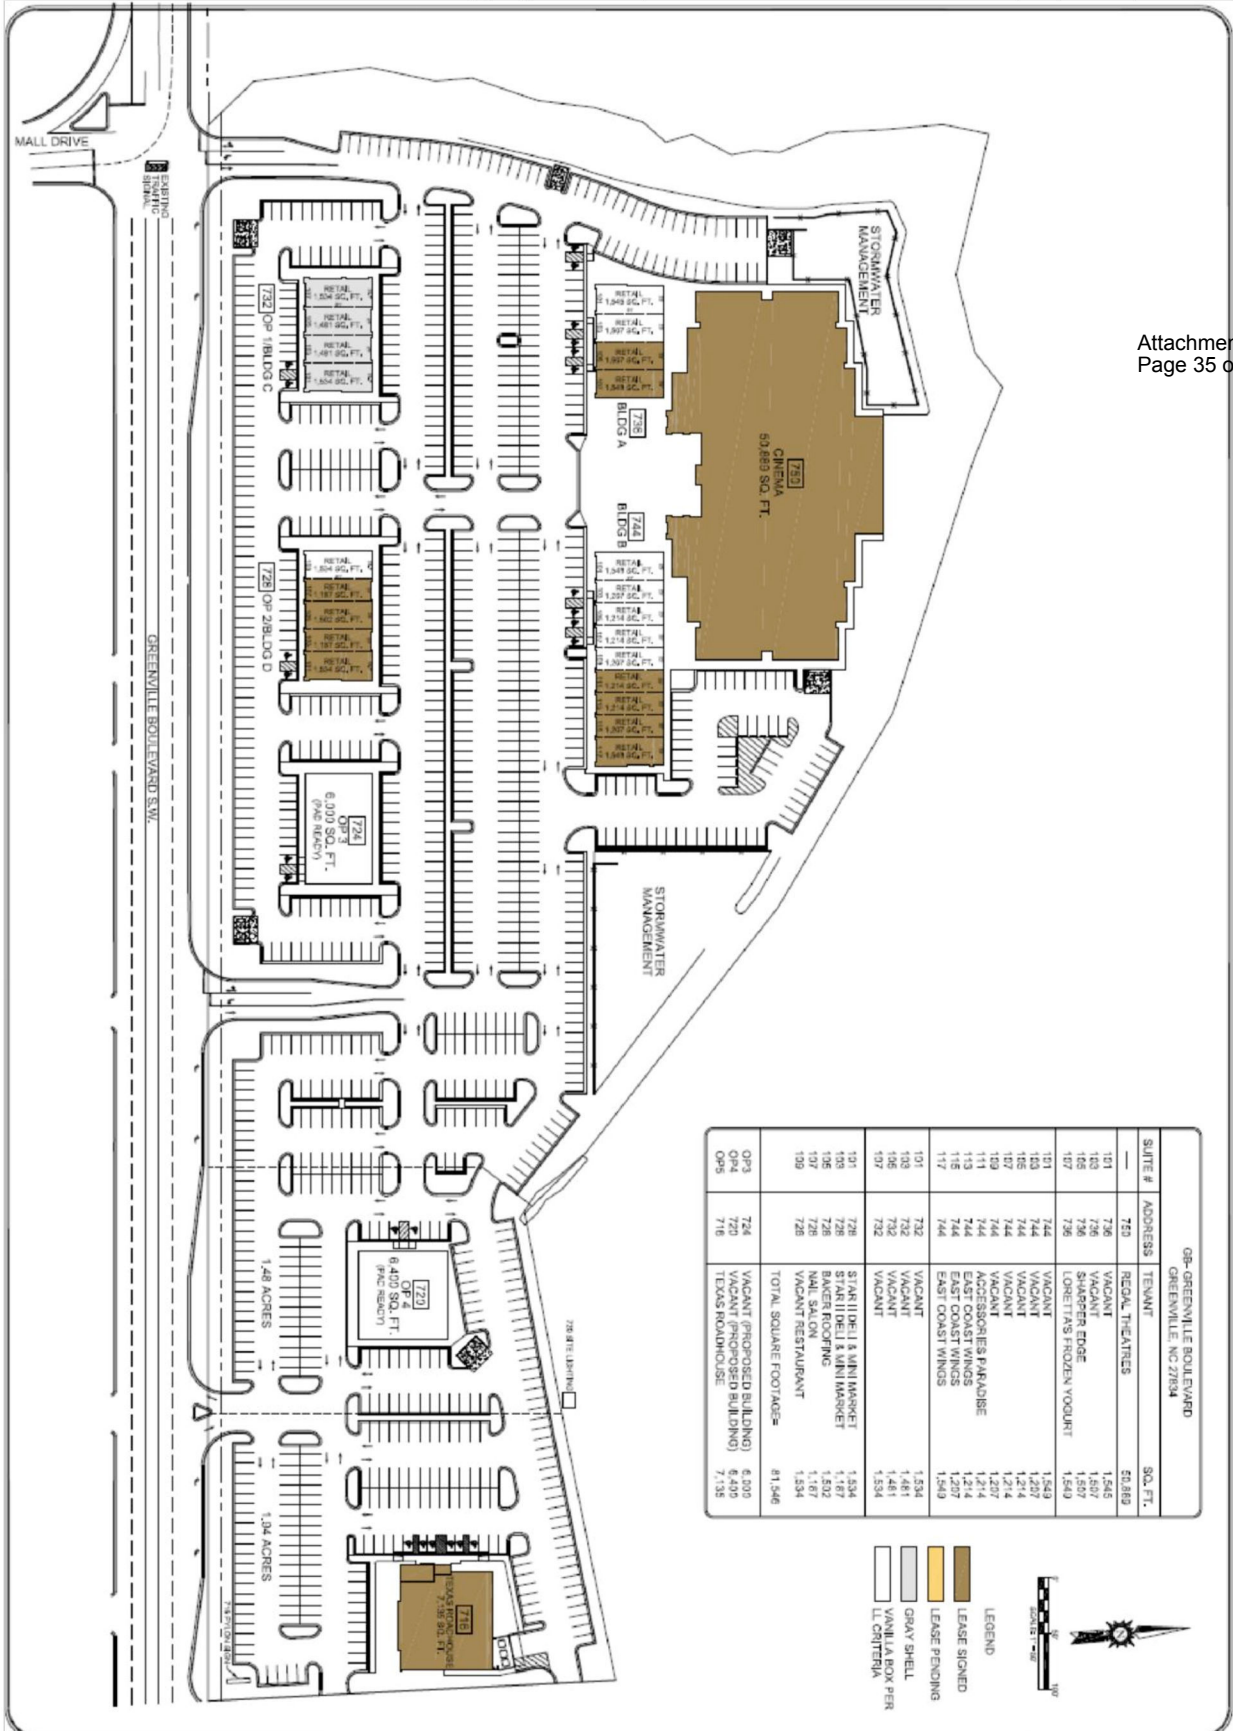 Attachmen
Page 35 o
MALL DRIVE
EXISTING
TRAFFIC
SIGNAL
GREENVILLE BOULEVARD S.W.
STORMWATER
MANAGEMENT
750
CINEMA
50,889 SQ. FT.
736
BLDG A
RETAIL
1,549 SQ. FT.
RETAIL
1,507 SQ. FT.
RETAIL
1,507 SQ. FT.
RETAIL
1,549 SQ. FT.
744
BLDG B
RETAIL
1,549 SQ. FT.
RETAIL
1,207 SQ. FT.
RETAIL
1,214 SQ. FT.
RETAIL
1,214 SQ. FT.
RETAIL
1,207 SQ. FT.
RETAIL
1,214 SQ. FT.
RETAIL
1,214 SQ. FT.
RETAIL
1,207 SQ. FT.
RETAIL
1,549 SQ. FT.
732 OP 1/BLDG C
RETAIL
1,534 SQ. FT.
RETAIL
1,481 SQ. FT.
RETAIL
1,481 SQ. FT.
RETAIL
1,534 SQ. FT.
728 OP 2/BLDG D
RETAIL
1,534 SQ. FT.
RETAIL
1,187 SQ. FT.
RETAIL
1,502 SQ. FT.
RETAIL
1,187 SQ. FT.
RETAIL
1,534 SQ. FT.
724
OP 3
6,000 SQ. FT.
(PAD READY)
STORMWATER
MANAGEMENT
720
OP 4
6,400 SQ. FT.
(PAD READY)
1.48 ACRES
1.94 ACRES
716
TEXAS ROADHOUSE
7,135 SQ. FT.
716 PYLON SIGN
GB- GREENVILLE BOULEVARD
GREENVILLE, NC 27834
SUITE # ADDRESS TENANT SQ. FT.
— 750 REGAL THEATRES 50,889
101 736 VACANT 1,549
103 736 VACANT 1,507
105 736 SHARPER EDGE 1,507
107 736 LORETTA'S FROZEN YOGURT 1,549
101 744 VACANT 1,549
103 744 VACANT 1,207
105 744 VACANT 1,214
107 744 VACANT 1,214
109 744 VACANT 1,207
111 744 ACCESSORIES PARADISE 1,214
113 744 EAST COAST WINGS 1,214
115 744 EAST COAST WINGS 1,207
117 744 EAST COAST WINGS 1,549
101 732 VACANT 1,534
103 732 VACANT 1,481
105 732 VACANT 1,481
107 732 VACANT 1,534
101 728 STAR II DELI & MINI MARKET 1,534
103 728 STAR II DELI & MINI MARKET 1,187
105 728 BAKER ROOFING 1,502
107 728 NAIL SALON 1,187
109 728 VACANT RESTAURANT 1,534
TOTAL SQUARE FOOTAGE= 81,546
OP3 724 VACANT (PROPOSED BUILDING) 6,000
OP4 720 VACANT (PROPOSED BUILDING) 6,400
OP5 716 TEXAS ROADHOUSE 7,135
LEGEND
LEASE SIGNED
LEASE PENDING
GRAY SHELL
VANILLA BOX PER
LL CRITERIA